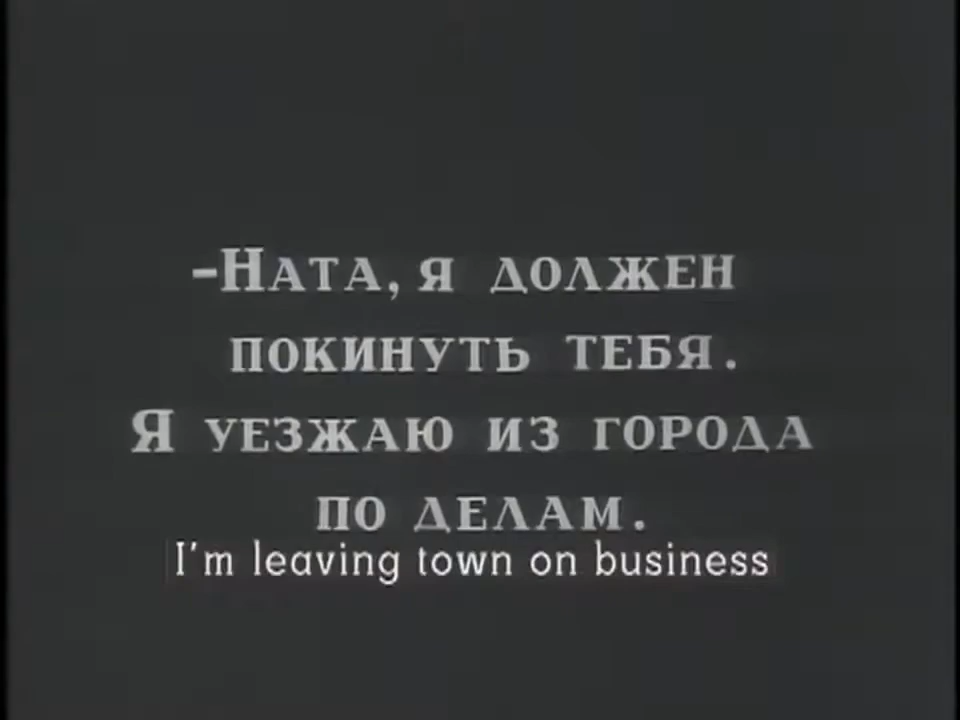 -НАТА, Я ДОЛЖЕН
ПОКИНУТЬ ТЕБЯ.
Я УЕЗЖАЮ ИЗ ГОРОДА
ПО ДЕЛАМ.
I'm leaving town on business